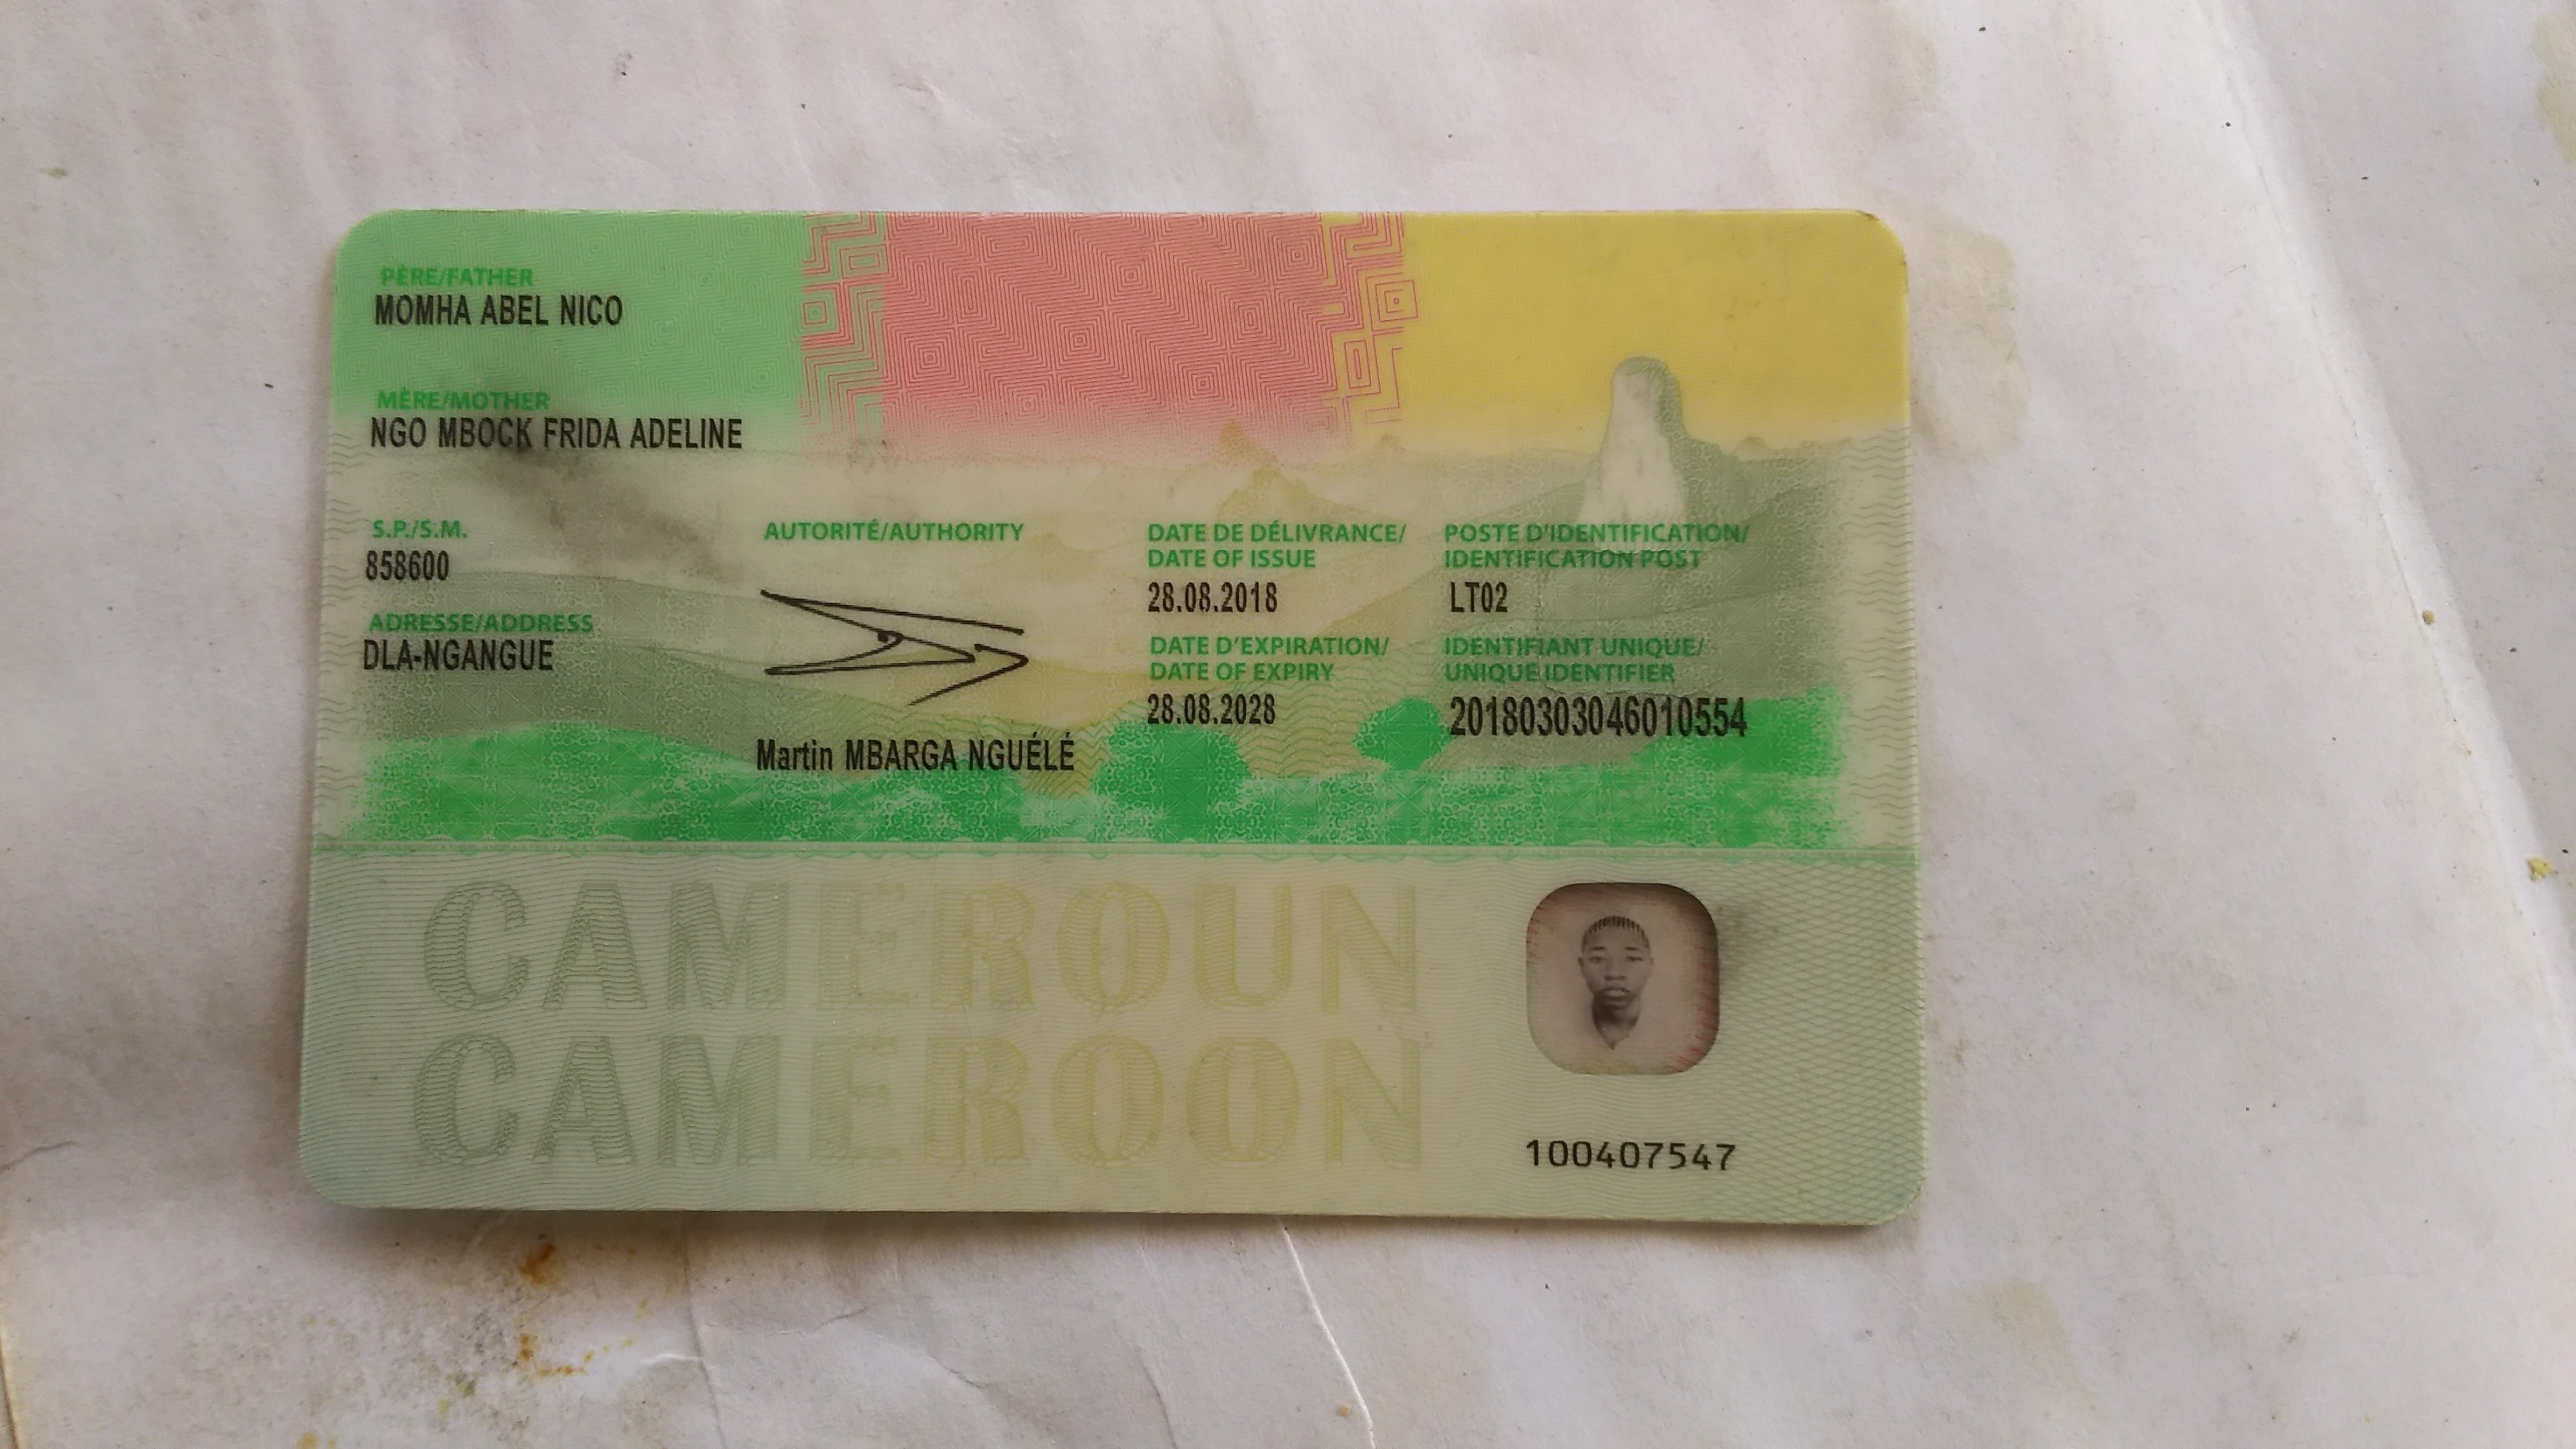 PÈRE/FATHER
MOMHA ABEL NICO
MÈRE/MOTHER
NGO MBOCK FRIDA ADELINE
S.P./S.M.
858600
ADRESSE/ADDRESS
DLA-NGANGUE
AUTORITÉ/AUTHORITY
Martin MBARGA NGUÉLÉ
DATE DE DÉLIVRANCE/
DATE OF ISSUE
28.08.2018
DATE D'EXPIRATION/
DATE OF EXPIRY
28.08.2028
POSTE D'IDENTIFICATION/
IDENTIFICATION POST
LT02
IDENTIFIANT UNIQUE/
UNIQUE IDENTIFIER
20180303046010554
CAMEROUN
CAMEROON
100407547